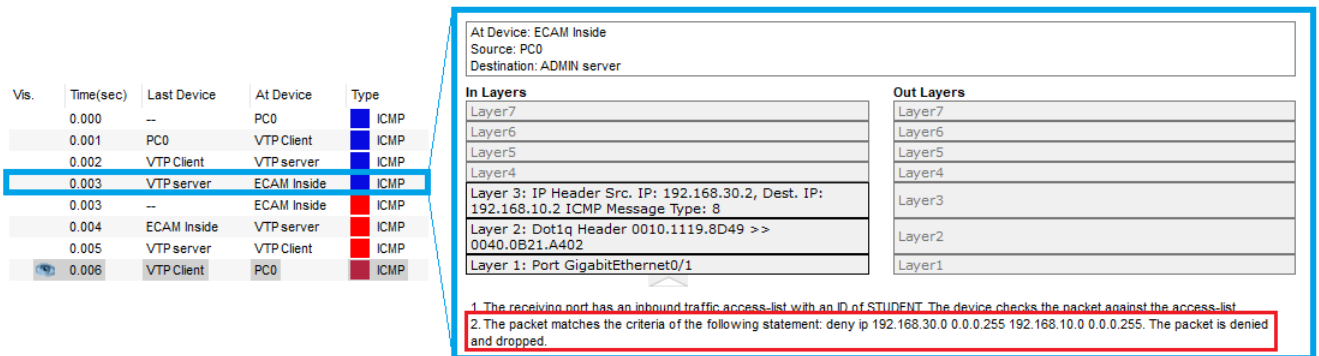 At Device: ECAM Inside
Source: PC0
Destination: ADMIN server
Vis. Time(sec) Last Device At Device Type
0.000 -- PC0 ICMP
0.001 PC0 VTP Client ICMP
0.002 VTP Client VTP server ICMP
0.003 VTP server ECAM Inside ICMP
0.003 -- ECAM Inside ICMP
0.004 ECAM Inside VTP server ICMP
0.005 VTP server VTP Client ICMP
0.006 VTP Client PC0 ICMP
In Layers
Layer7
Layer6
Layer5
Layer4
Layer 3: IP Header Src. IP: 192.168.30.2, Dest. IP:
192.168.10.2 ICMP Message Type: 8
Layer 2: Dot1q Header 0010.1119.8D49 >>
0040.0B21.A402
Layer 1: Port GigabitEthernet0/1
Out Layers
Layer7
Layer6
Layer5
Layer4
Layer3
Layer2
Layer1
1. The receiving port has an inbound traffic access-list with an ID of STUDENT. The device checks the packet against the access-list.
2. The packet matches the criteria of the following statement: deny ip 192.168.30.0 0.0.0.255 192.168.10.0 0.0.0.255. The packet is denied
and dropped.